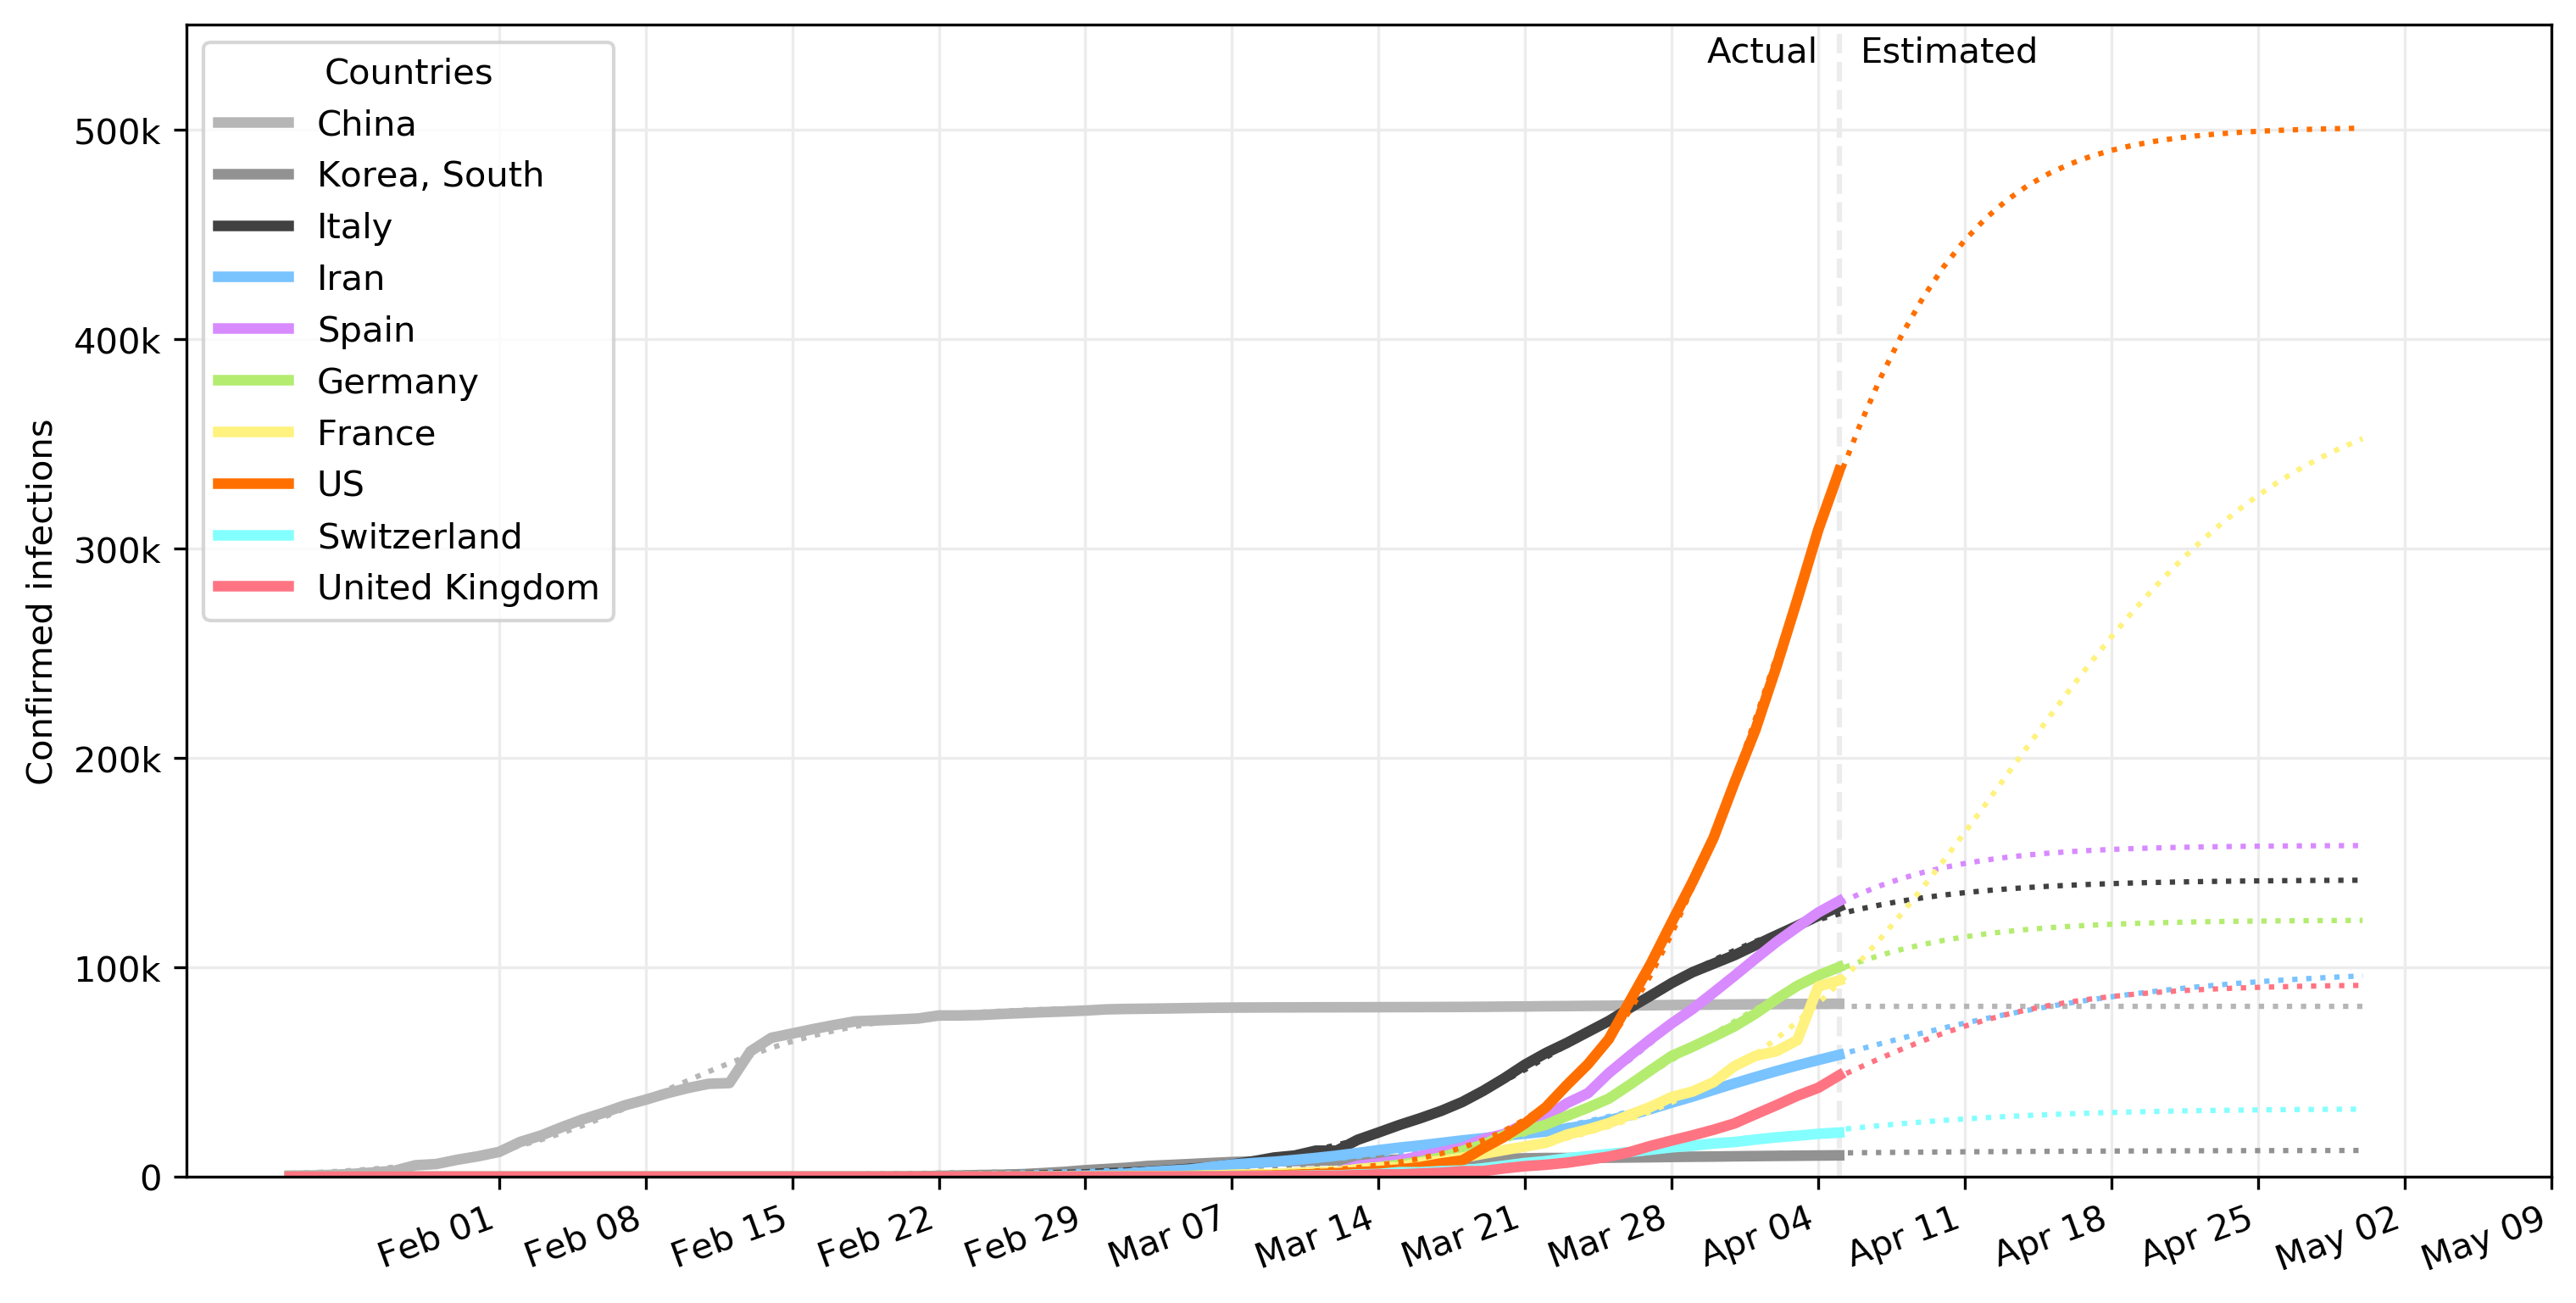 Actual
Estimated
Countries
China
Korea, South
Italy
Iran
Spain
Germany
France
US
Switzerland
United Kingdom
Confirmed infections
500k
400k
300k
200k
100k
0
Feb 01
Feb 08
Feb 15
Feb 22
Feb 29
Mar 07
Mar 14
Mar 21
Mar 28
Apr 04
Apr 11
Apr 18
Apr 25
May 02
May 09